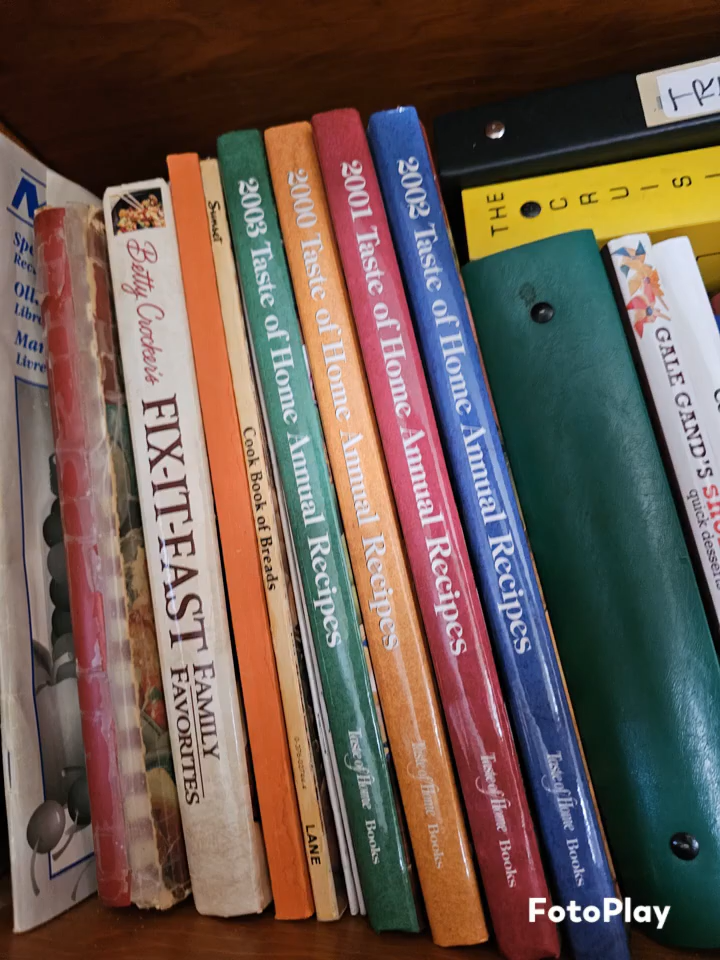 Betty Crocker's
FIX-IT-FAST
FAMILY
FAVORITES
Sunset
Cook Book of Breads
LANE
2003 Taste of Home Annual Recipes
Taste of Home Books
2000 Taste of Home Annual Recipes
Taste of Home Books
2001 Taste of Home Annual Recipes
Taste of Home Books
2002 Taste of Home Annual Recipes
Taste of Home Books
THE
GALE GAND'S
quick
FotoPlay